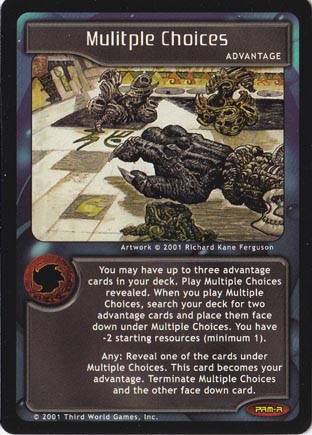 Mulitple Choices
ADVANTAGE
Artwork © 2001 Richard Kane Ferguson
You may have up to three advantage
cards in your deck. Play Multiple Choices
revealed. When you play Multiple
Choices, search your deck for two
advantage cards and place them face
down under Multiple Choices. You have
-2 starting resources (minimum 1).
Any: Reveal one of the cards under
Multiple Choices. This card becomes your
advantage. Terminate Multiple Choices
and the other face down card.
© 2001 Third World Games, Inc.
PRM-R